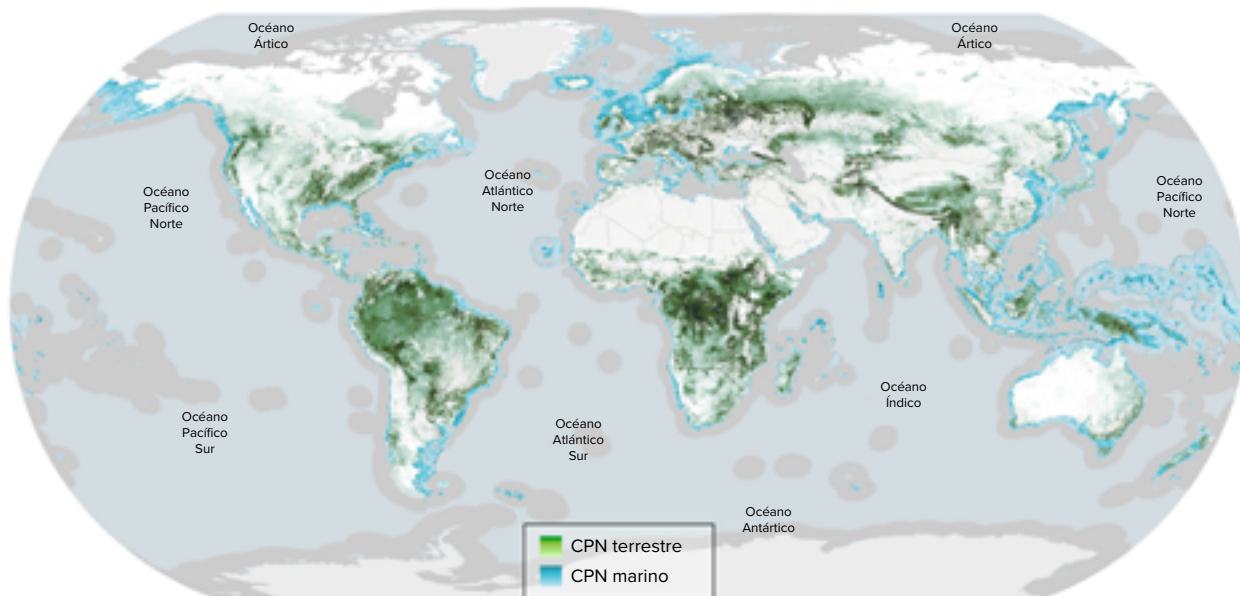 Océano
Ártico
Océano
Ártico
Océano
Pacífico
Norte
Océano
Atlántico
Norte
Océano
Pacífico
Norte
Océano
Pacífico
Sur
Océano
Atlántico
Sur
Océano
Índico
Océano
Antártico
CPN terrestre
CPN marino